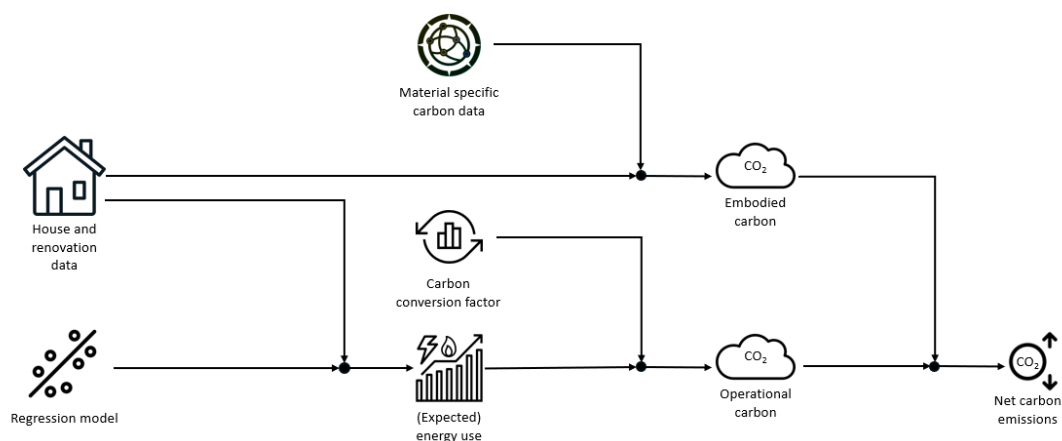 Material specific
carbon data
CO₂
Embodied
carbon
House and
renovation
data
Carbon
conversion factor
CO₂
Operational
carbon
CO₂
Net carbon
emissions
Regression model
(Expected)
energy use